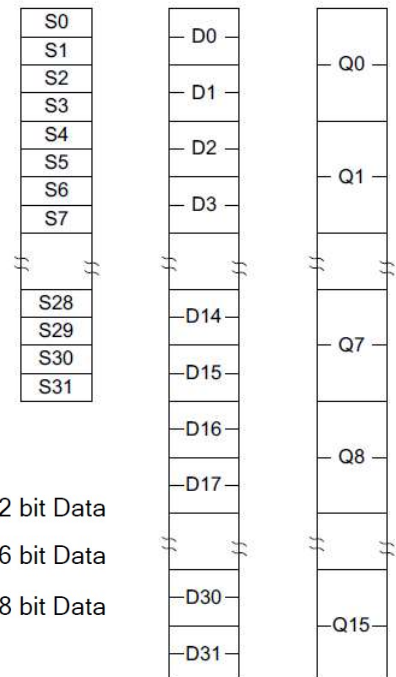 S0
S1
S2
S3
S4
S5
S6
S7
S28
S29
S30
S31
2 bit Data
6 bit Data
8 bit Data
D0
D1
D2
D3
D14
D15
D16
D17
D30
D31
Q0
Q1
Q7
Q8
Q15